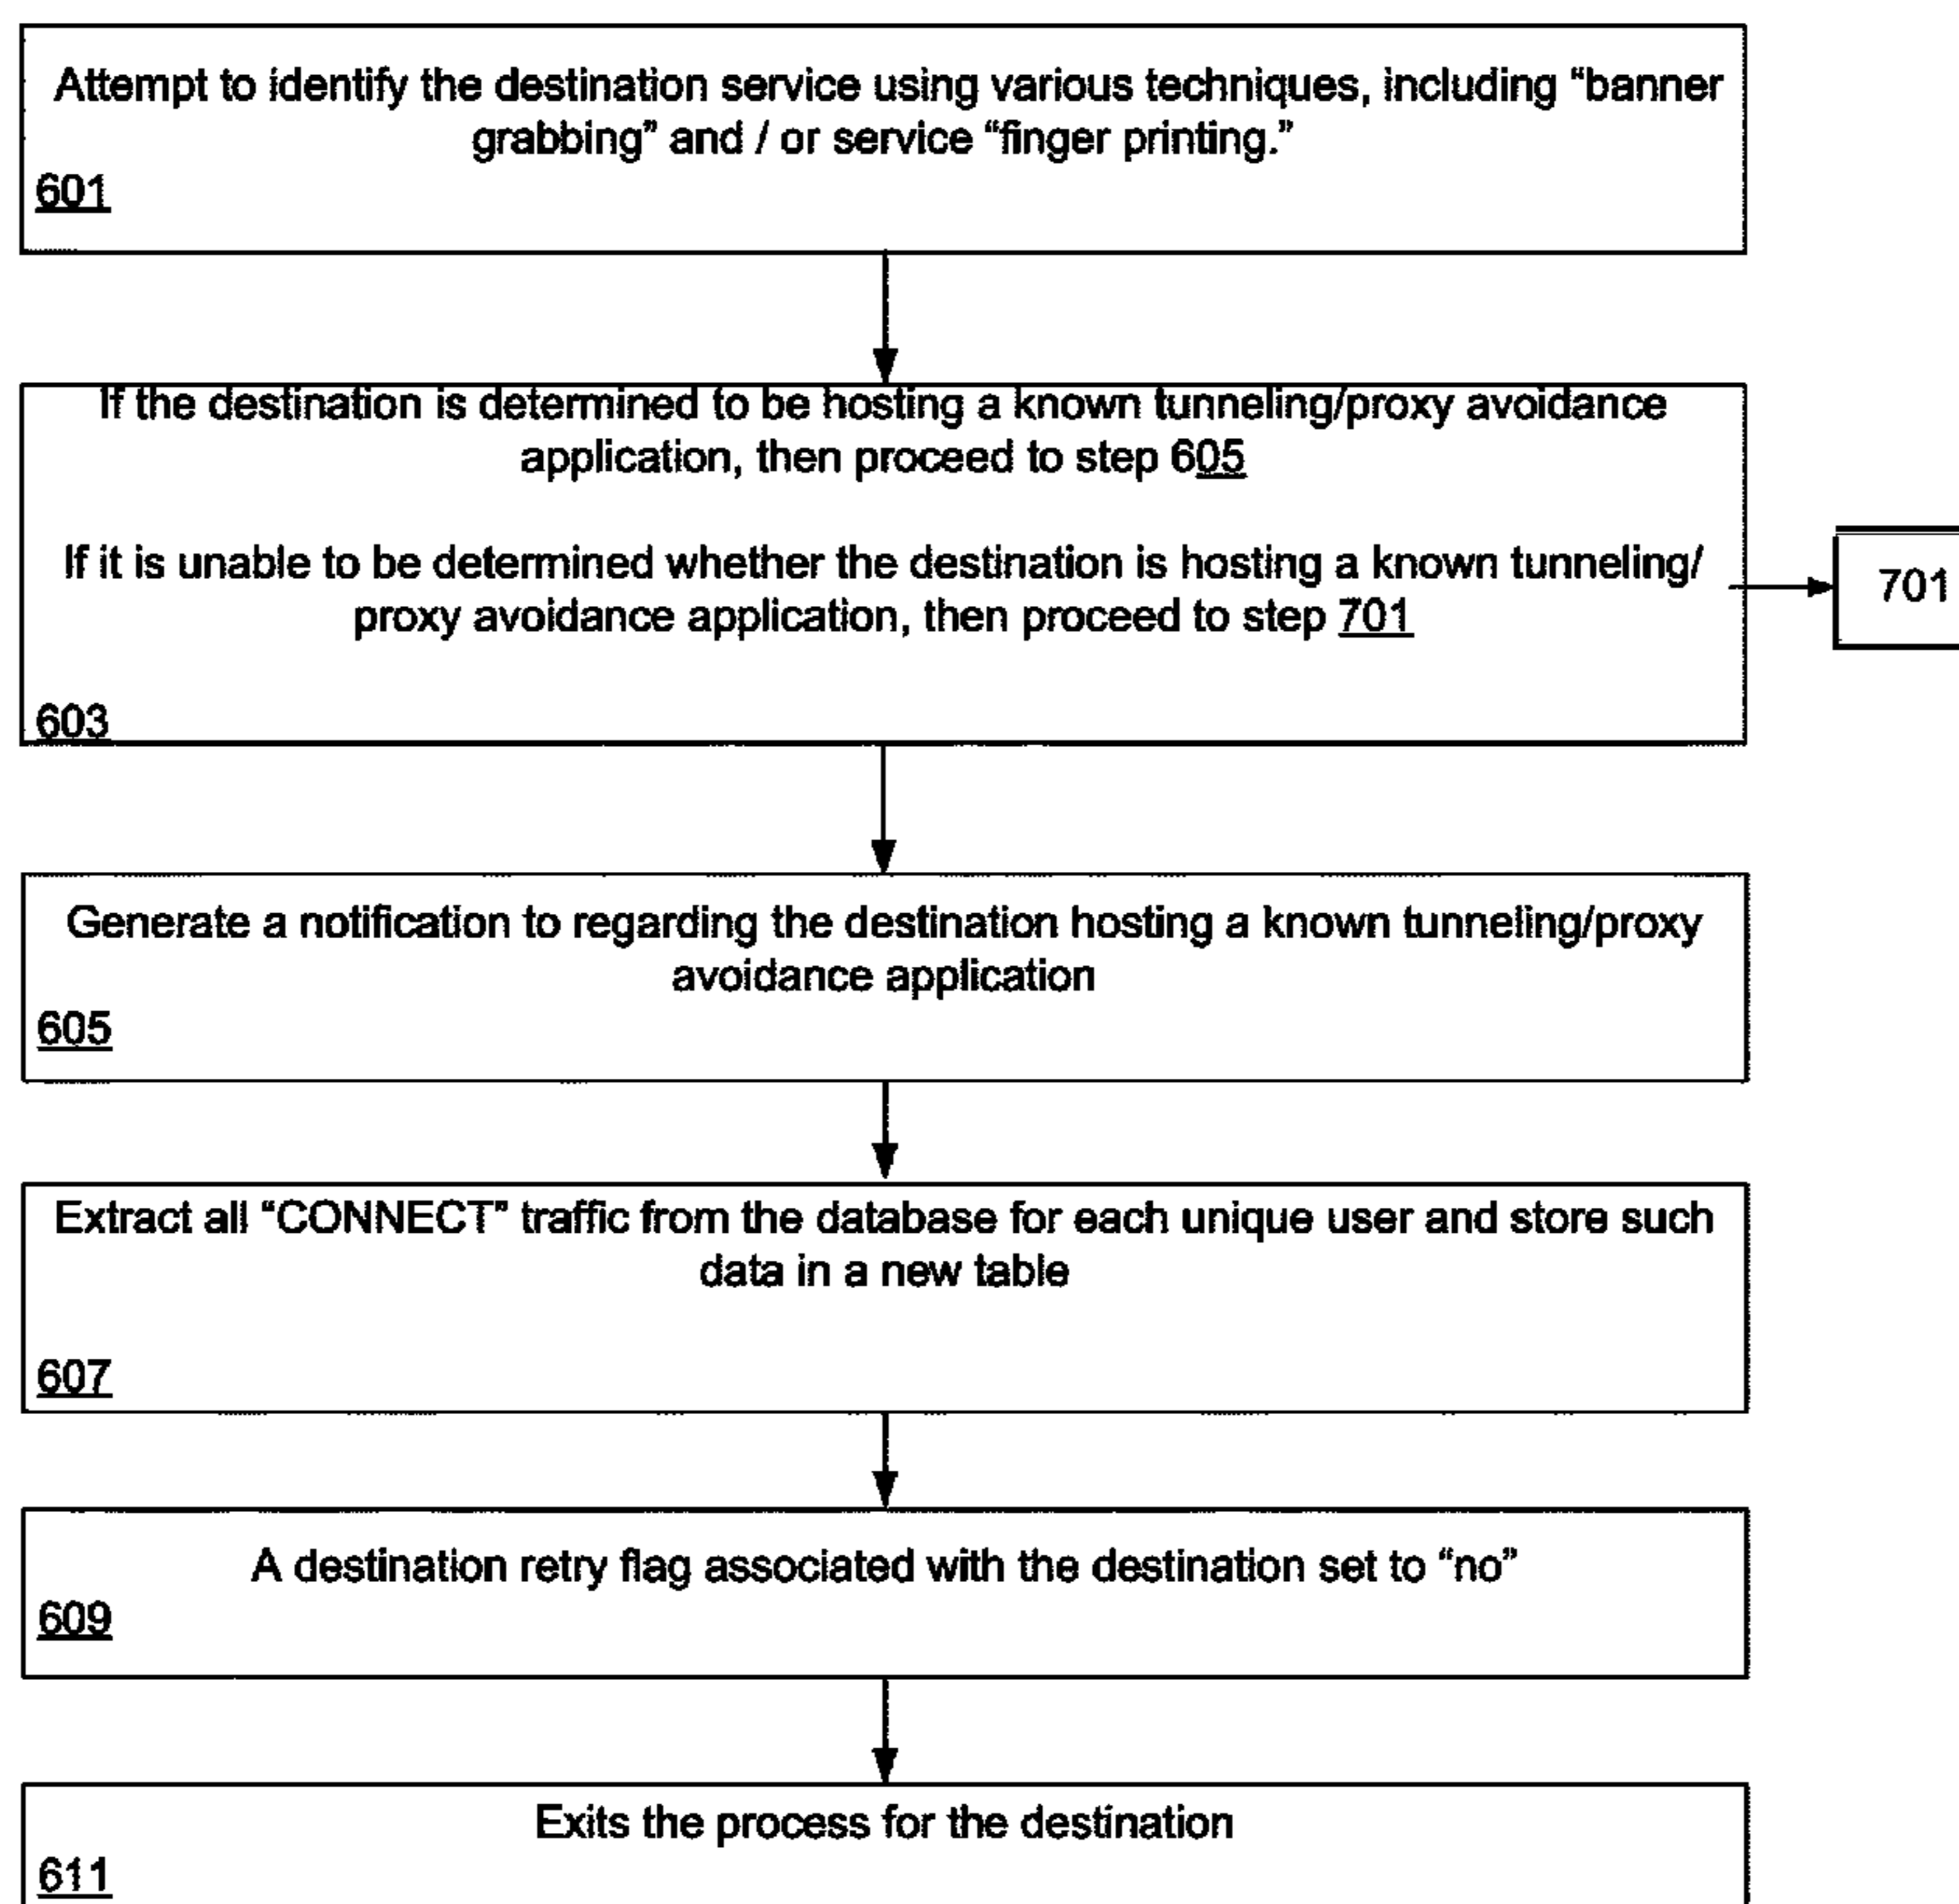 Attempt to identify the destination service using various techniques, including “banner
grabbing” and / or service “finger printing.”
601
If the destination is determined to be hosting a known tunneling/proxy avoidance
application, then proceed to step 605
If it is unable to be determined whether the destination is hosting a known tunneling/
proxy avoidance application, then proceed to step 701
701
603
Generate a notification to regarding the destination hosting a known tunneling/proxy
avoidance application
605
Extract all “CONNECT” traffic from the database for each unique user and store such
data in a new table
607
A destination retry flag associated with the destination set to “no”
609
Exits the process for the destination
611